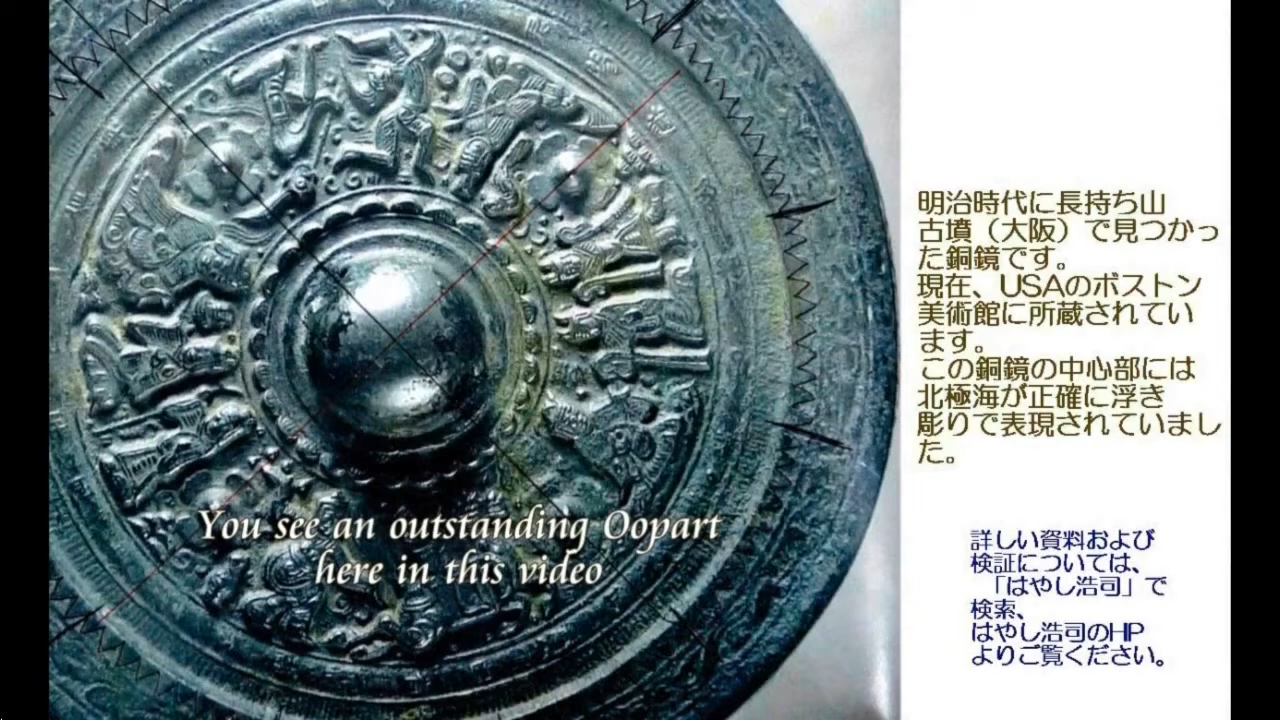 You see an outstanding Oopart
here in this video
明治時代に長持ち山
古墳（大阪）で見つかっ
た銅鏡です。
現在、USAのボストン
美術館に所蔵されてい
ます。
この銅鏡の中心部には
北極海が正確に浮き
彫りで表現されていまし
た。
詳しい資料および
検証については、
「はやし浩司」で
検索、
はやし浩司のHP
よりご覧ください。